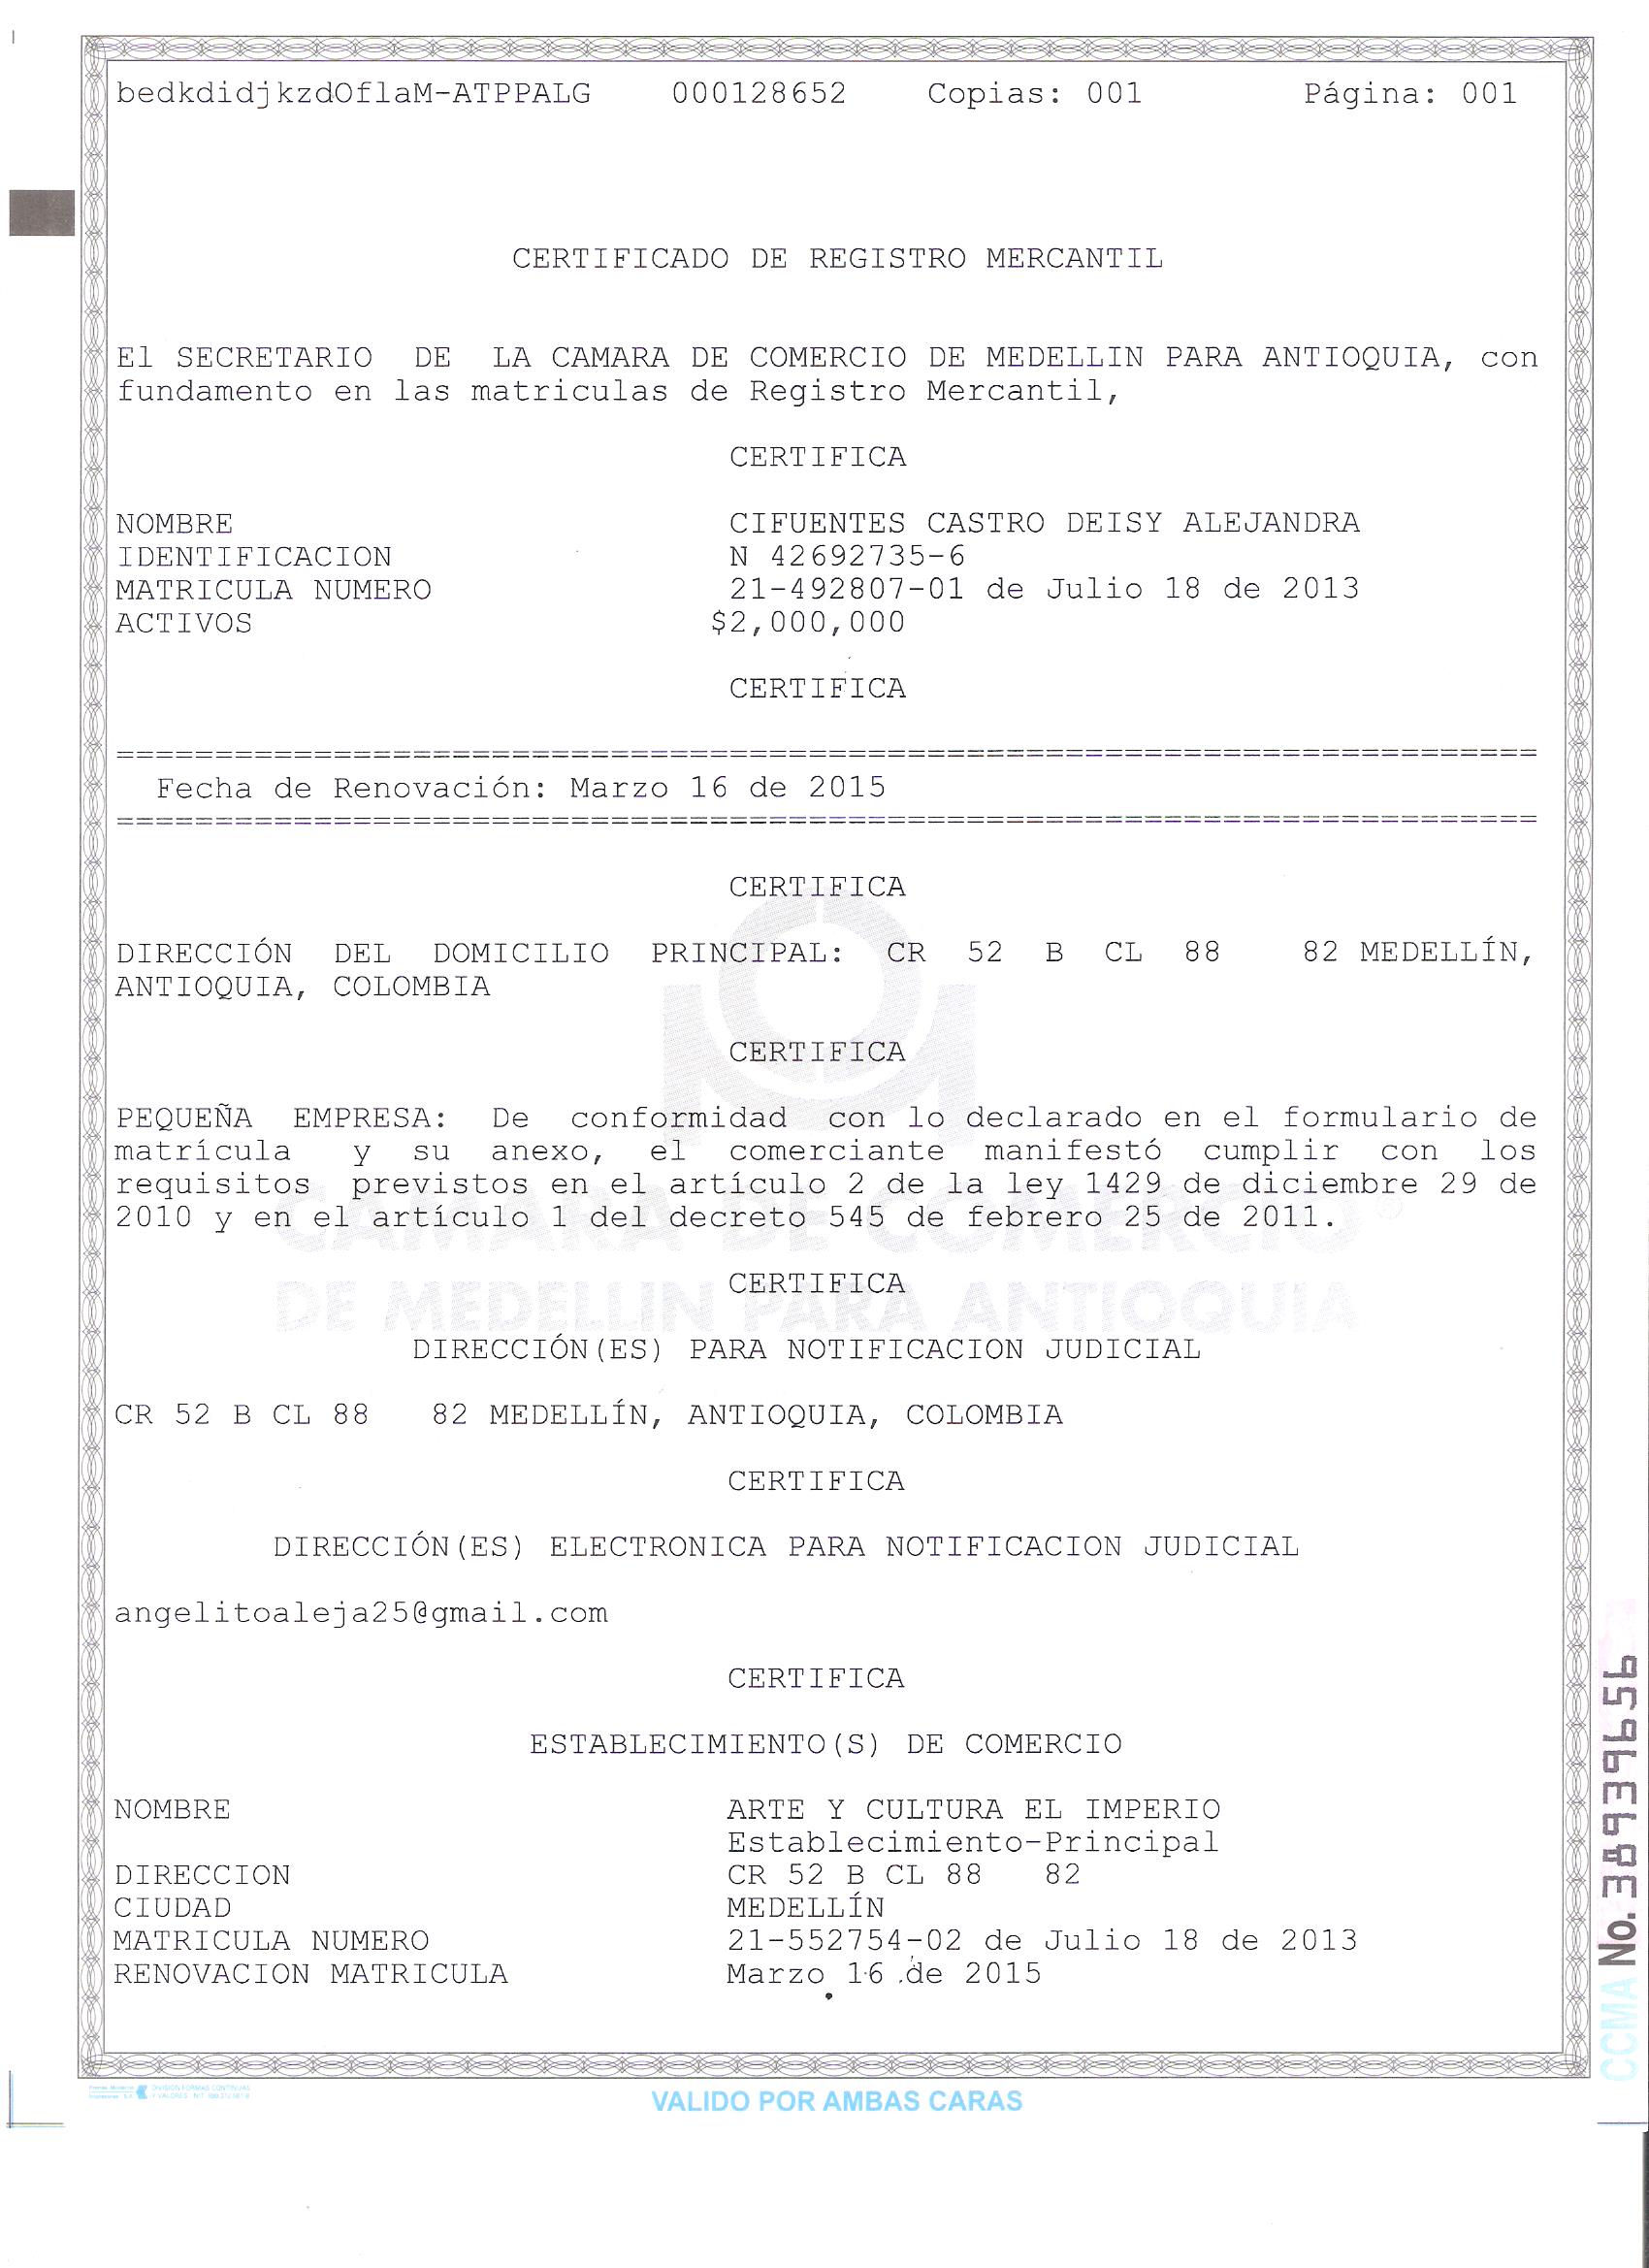 bedkdidjkzdOflaM-ATPPALG 000128652 Copias: 001 Página: 001
CERTIFICADO DE REGISTRO MERCANTIL
El SECRETARIO DE LA CAMARA DE COMERCIO DE MEDELLIN PARA ANTIOQUIA, con
fundamento en las matriculas de Registro Mercantil,
CERTIFICA
NOMBRE CIFUENTES CASTRO DEISY ALEJANDRA
IDENTIFICACION N 42692735-6
MATRICULA NUMERO 21-492807-01 de Julio 18 de 2013
ACTIVOS $2,000,000
CERTIFICA
========================================================================
Fecha de Renovación: Marzo 16 de 2015
========================================================================
CERTIFICA
DIRECCIÓN DEL DOMICILIO PRINCIPAL: CR 52 B CL 88 82 MEDELLÍN,
ANTIOQUIA, COLOMBIA
CERTIFICA
PEQUEÑA EMPRESA: De conformidad con lo declarado en el formulario de
matrícula y su anexo, el comerciante manifestó cumplir con los
requisitos previstos en el artículo 2 de la ley 1429 de diciembre 29 de
2010 y en el artículo 1 del decreto 545 de febrero 25 de 2011.
CAMARA DE COMERCIO ®
DE MEDELLIN PARA ANTIOQUIA
CERTIFICA
DIRECCIÓN(ES) PARA NOTIFICACION JUDICIAL
CR 52 B CL 88 82 MEDELLÍN, ANTIOQUIA, COLOMBIA
CERTIFICA
DIRECCIÓN(ES) ELECTRONICA PARA NOTIFICACION JUDICIAL
angelitoaleja25@gmail.com
CERTIFICA
ESTABLECIMIENTO(S) DE COMERCIO
NOMBRE ARTE Y CULTURA EL IMPERIO
Establecimiento-Principal
DIRECCION CR 52 B CL 88 82
CIUDAD MEDELLÍN
MATRICULA NUMERO 21-552754-02 de Julio 18 de 2013
RENOVACION MATRICULA Marzo 16 de 2015
CCMA No. 38939656
VALIDO POR AMBAS CARAS